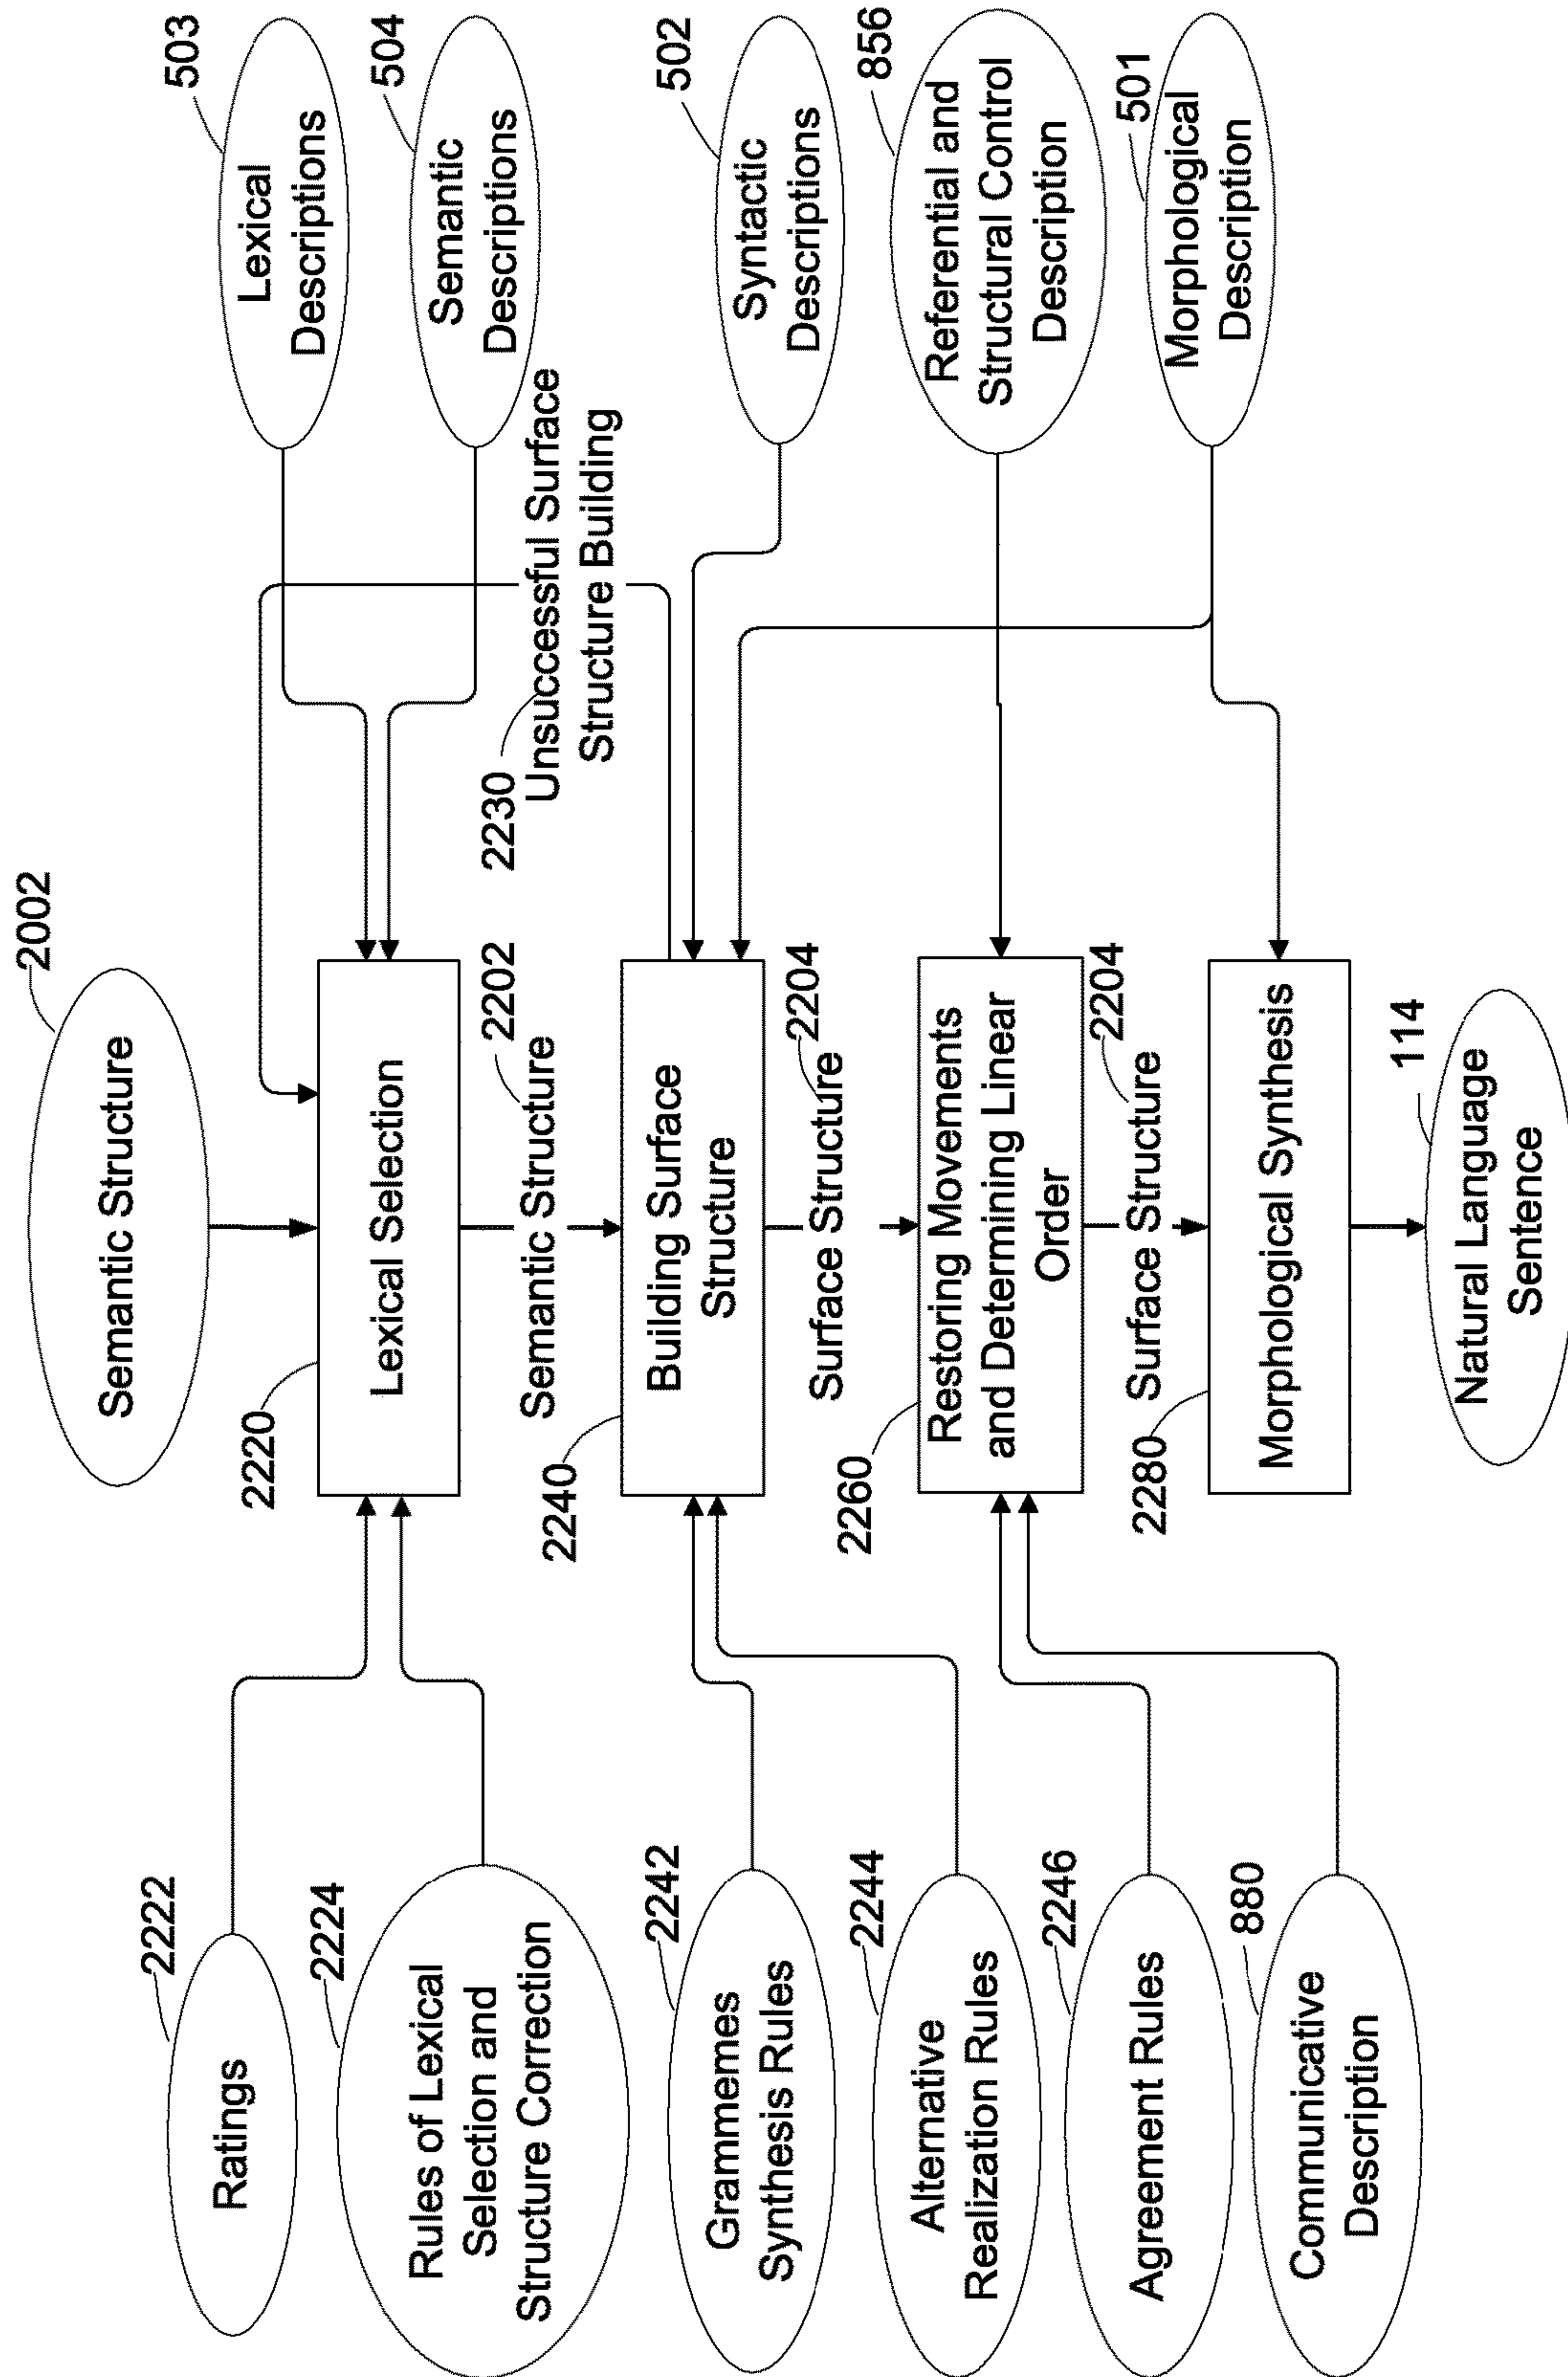 2002
Semantic Structure
2222
Ratings
2224
Rules of Lexical
Selection and
Structure Correction
2220
Lexical Selection
503
Lexical
Descriptions
504
Semantic
Descriptions
Semantic Structure
2202
2230
Unsuccessful Surface
Structure Building
2242
Grammemes
Synthesis Rules
2240
Building Surface
Structure
502
Syntactic
Descriptions
2244
Alternative
Realization Rules
Surface Structure
2204
2260
Restoring Movements
and Determining Linear
Order
856
Referential and
Structural Control
Description
2246
Agreement Rules
Surface Structure
2204
880
Communicative
Description
2280
Morphological Synthesis
501
Morphological
Description
114
Natural Language
Sentence